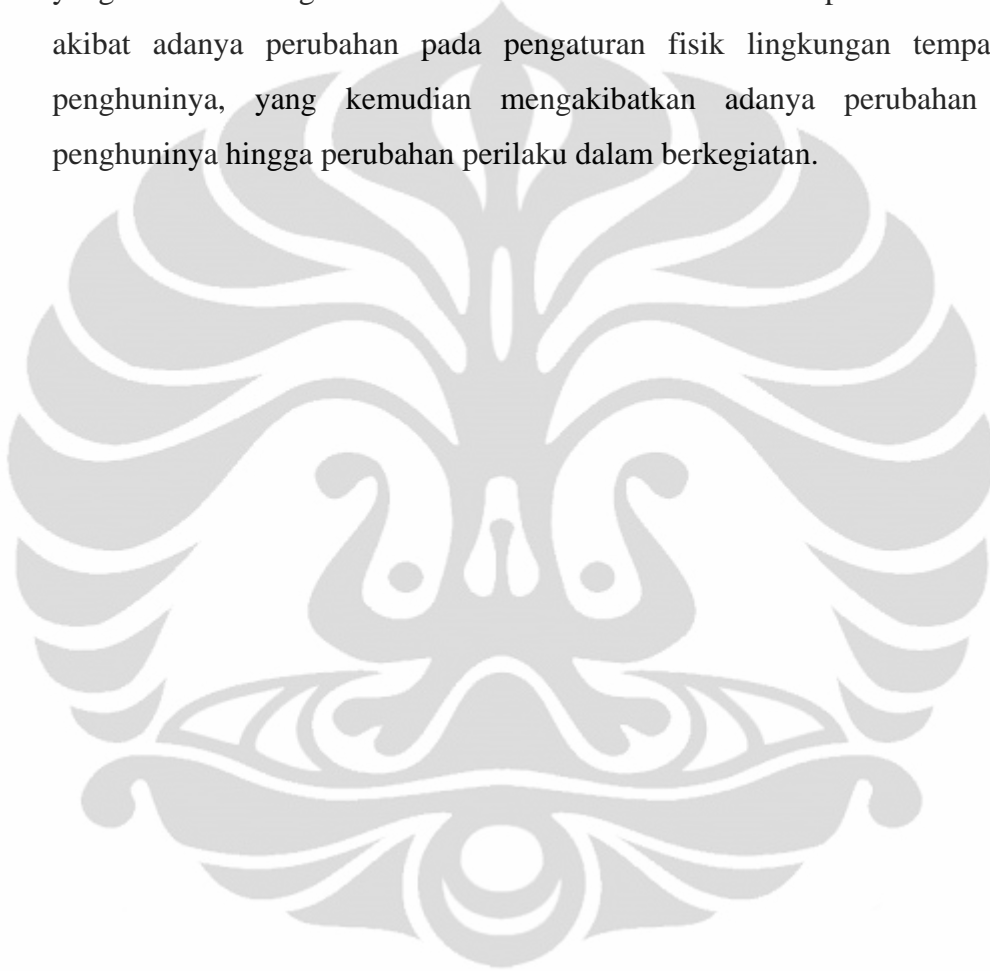 akibat adanya perubahan pada pengaturan fisik lingkungan
penghuninya, yang kemudian mengakibatkan adanya perubahan
penghuninya hingga perubahan perilaku dalam berkegiatan.